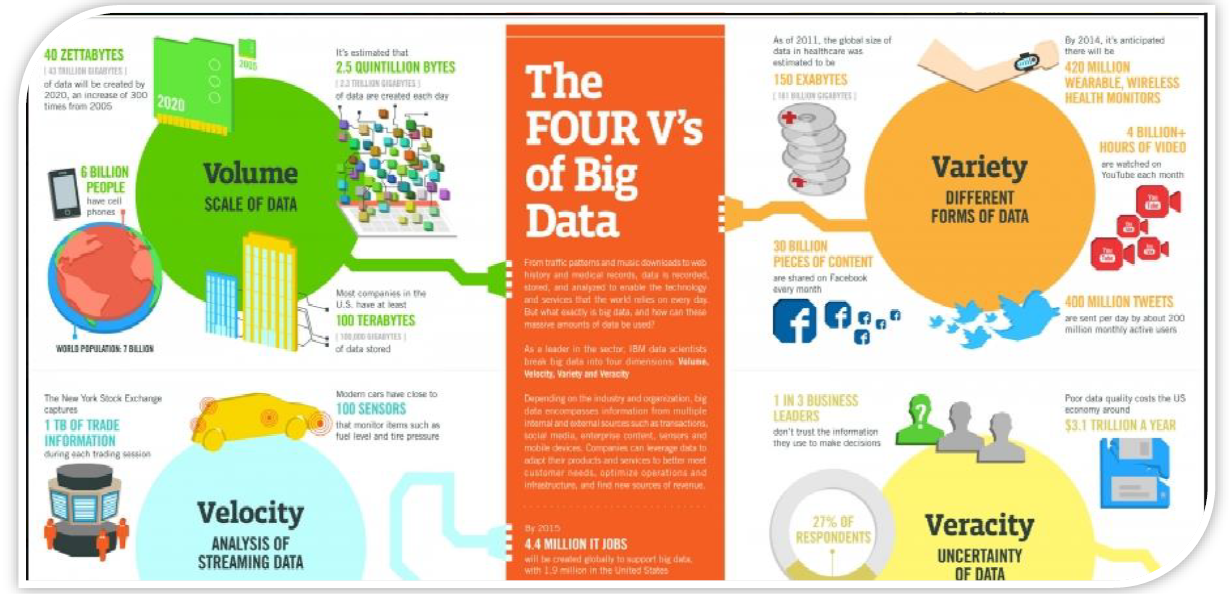 40 ZETTABYTES
[ 43 TRILLION GIGABYTES ]
of data will be created by
2020, an increase of 300
times from 2005
2005
2020
It's estimated that
2.5 QUINTILLION BYTES
[ 2.3 TRILLION GIGABYTES ]
of data are created each day
6 BILLION
PEOPLE
have cell
phones
WORLD POPULATION: 7 BILLION
Volume
SCALE OF DATA
Most companies in the
U.S. have at least
100 TERABYTES
[ 100,000 GIGABYTES ]
of data stored
The New York Stock Exchange
captures
1 TB OF TRADE
INFORMATION
during each trading session
Modern cars have close to
100 SENSORS
that monitor items such as
fuel level and tire pressure
Velocity
ANALYSIS OF
STREAMING DATA
The
FOUR V's
of Big
Data
From traffic patterns and music downloads to web
history and medical records, data is recorded,
stored, and analyzed to enable the technology
and services that the world relies on every day.
But what exactly is big data, and how can these
massive amounts of data be used?
As a leader in the sector, IBM data scientists
break big data into four dimensions: Volume,
Velocity, Variety and Veracity
Depending on the industry and organization, big
data encompasses information from multiple
internal and external sources such as transactions,
social media, enterprise content, sensors and
mobile devices. Companies can leverage data to
adapt their products and services to better meet
customer needs, optimize operations and
infrastructure, and find new sources of revenue.
By 2015
4.4 MILLION IT JOBS
will be created globally to support big data,
with 1.9 million in the United States
As of 2011, the global size of
data in healthcare was
estimated to be
150 EXABYTES
[ 161 BILLION GIGABYTES ]
By 2014, it's anticipated
there will be
420 MILLION
WEARABLE, WIRELESS
HEALTH MONITORS
4 BILLION+
HOURS OF VIDEO
are watched on
YouTube each month
You
Tube
You
Tube
You
Tube
You
Tube
Variety
DIFFERENT
FORMS OF DATA
30 BILLION
PIECES OF CONTENT
are shared on Facebook
every month
400 MILLION TWEETS
are sent per day by about 200
million monthly active users
1 IN 3 BUSINESS
LEADERS
don't trust the information
they use to make decisions
?
Poor data quality costs the US
economy around
$3.1 TRILLION A YEAR
27% OF
RESPONDENTS
Veracity
UNCERTAINTY
OF DATA